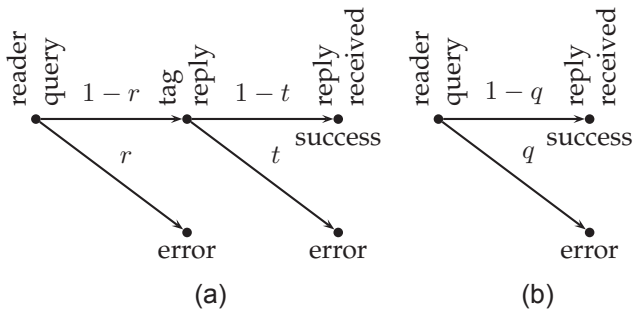 reader
query
1 − r
tag
reply
1 − t
reply
received
success
r
t
error
error
(a)
reader
query
1 − q
reply
received
success
q
error
(b)